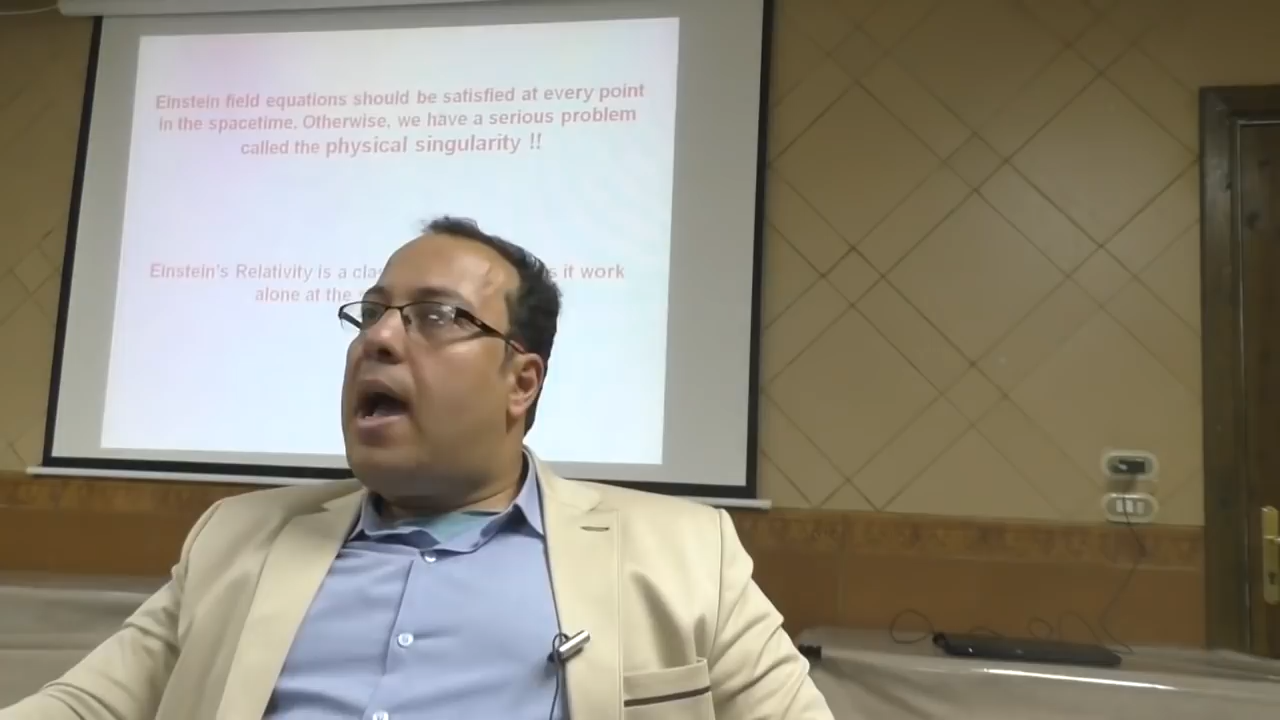 Einstein field equations should be satisfied at every point
in the spacetime. Otherwise, we have a serious problem
called the physical singularity !!
Einstein's Relativity is a it work
alone at the